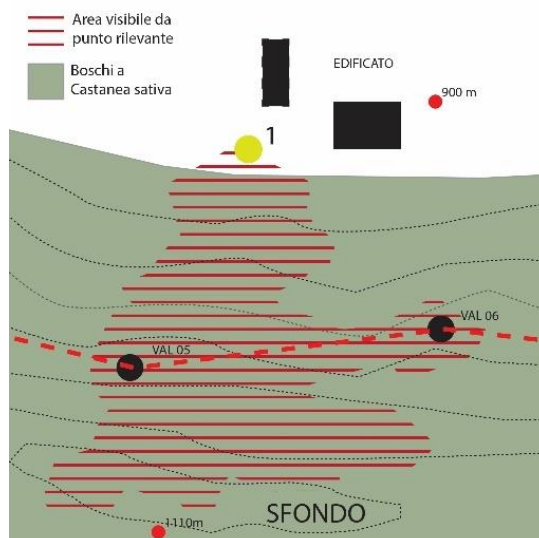 Area visibile da
punto rilevante
Boschi a
Castanea sativa
EDIFICATO
900 m
1
VAL 06
VAL 05
SFONDO
1110m